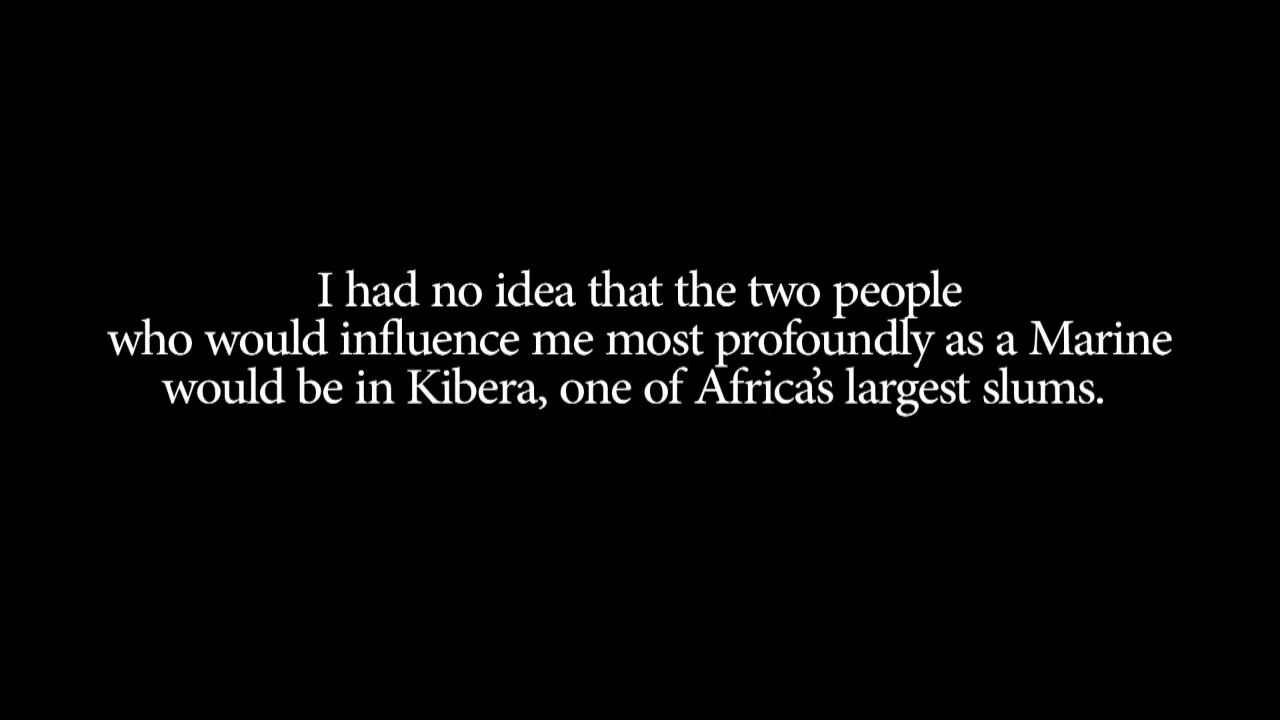 I had no idea that the two people
who would influence me most profoundly as a Marine
would be in Kibera, one of Africa’s largest slums.